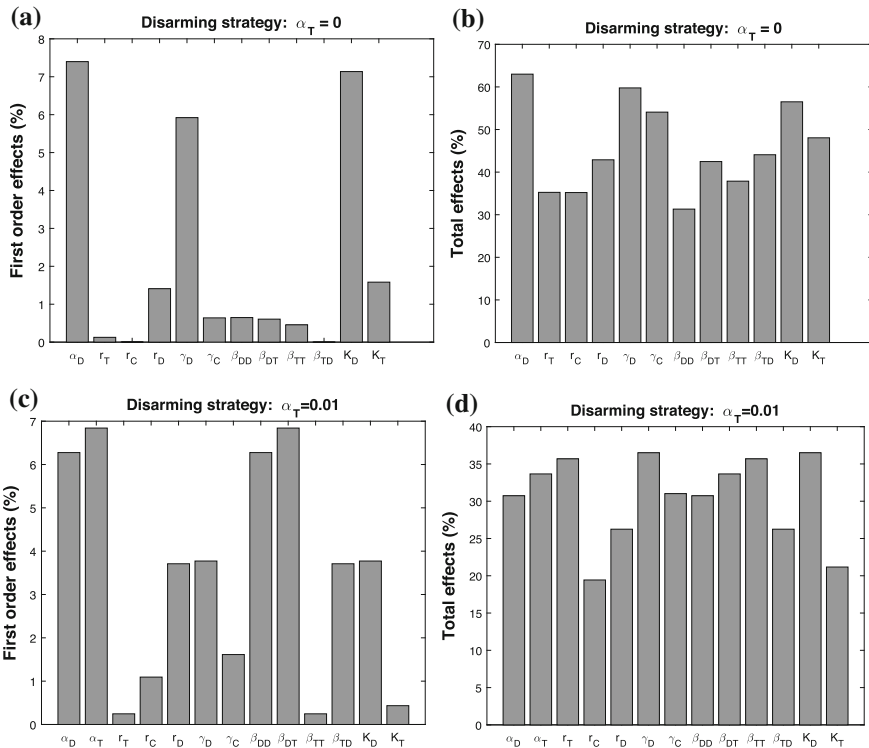 (a)
Disarming strategy: α_T = 0
First order effects (%)
8
7
6
5
4
3
2
1
0
α_D r_T r_C r_D γ_D γ_C β_DD β_DT β_TT β_TD K_D K_T
(b)
Disarming strategy: α_T = 0
Total effects (%)
70
60
50
40
30
20
10
0
α_D r_T r_C r_D γ_D γ_C β_DD β_DT β_TT β_TD K_D K_T
(c)
Disarming strategy: α_T=0.01
First order effects (%)
7
6
5
4
3
2
1
0
α_D α_T r_T r_C r_D γ_D γ_C β_DD β_DT β_TT β_TD K_D K_T
(d)
Disarming strategy: α_T=0.01
Total effects (%)
40
35
30
25
20
15
10
5
0
α_D α_T r_T r_C r_D γ_D γ_C β_DD β_DT β_TT β_TD K_D K_T